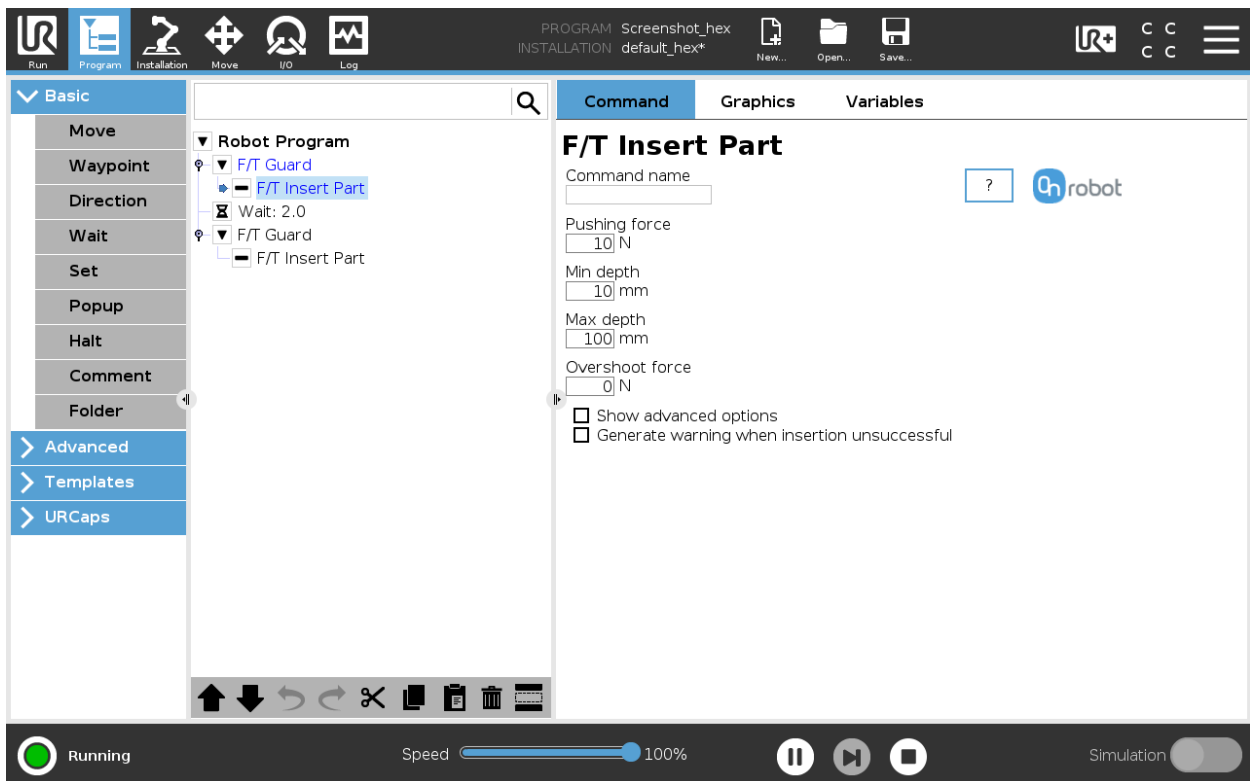 PROGRAM Screenshot_hex
INSTALLATION default_hex*
Run Program Installation Move I/O Log New... Open... Save...
UR+
C C
C C
Basic
Move
Waypoint
Direction
Wait
Set
Popup
Halt
Comment
Folder
Advanced
Templates
URCaps
Robot Program
F/T Guard
F/T Insert Part
Wait: 2.0
F/T Guard
F/T Insert Part
Command Graphics Variables
F/T Insert Part
Command name
? On robot
Pushing force
10 N
Min depth
10 mm
Max depth
100 mm
Overshoot force
0 N
Show advanced options
Generate warning when insertion unsuccessful
Running Speed 100% Simulation